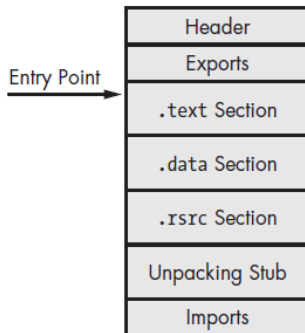 Header
Exports
Entry Point
.text Section
.data Section
.rsrc Section
Unpacking Stub
Imports